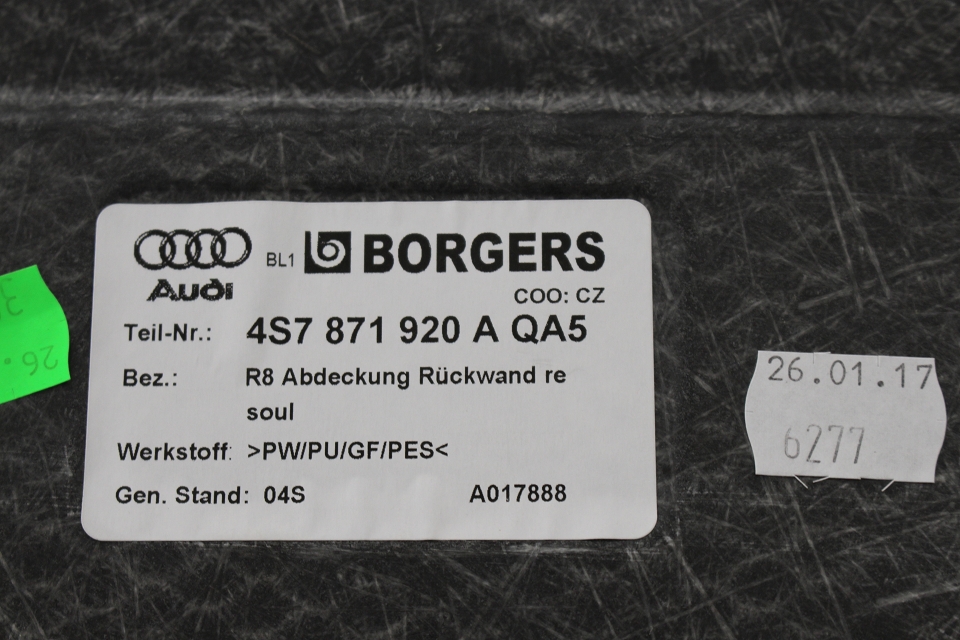 Audi
BL1 BORGERS
COO: CZ
Teil-Nr.: 4S7 871 920 A QA5
Bez.: R8 Abdeckung Rückwand re
soul
Werkstoff: >PW/PU/GF/PES<
Gen. Stand: 04S A017888
26.01.17
6277
26.